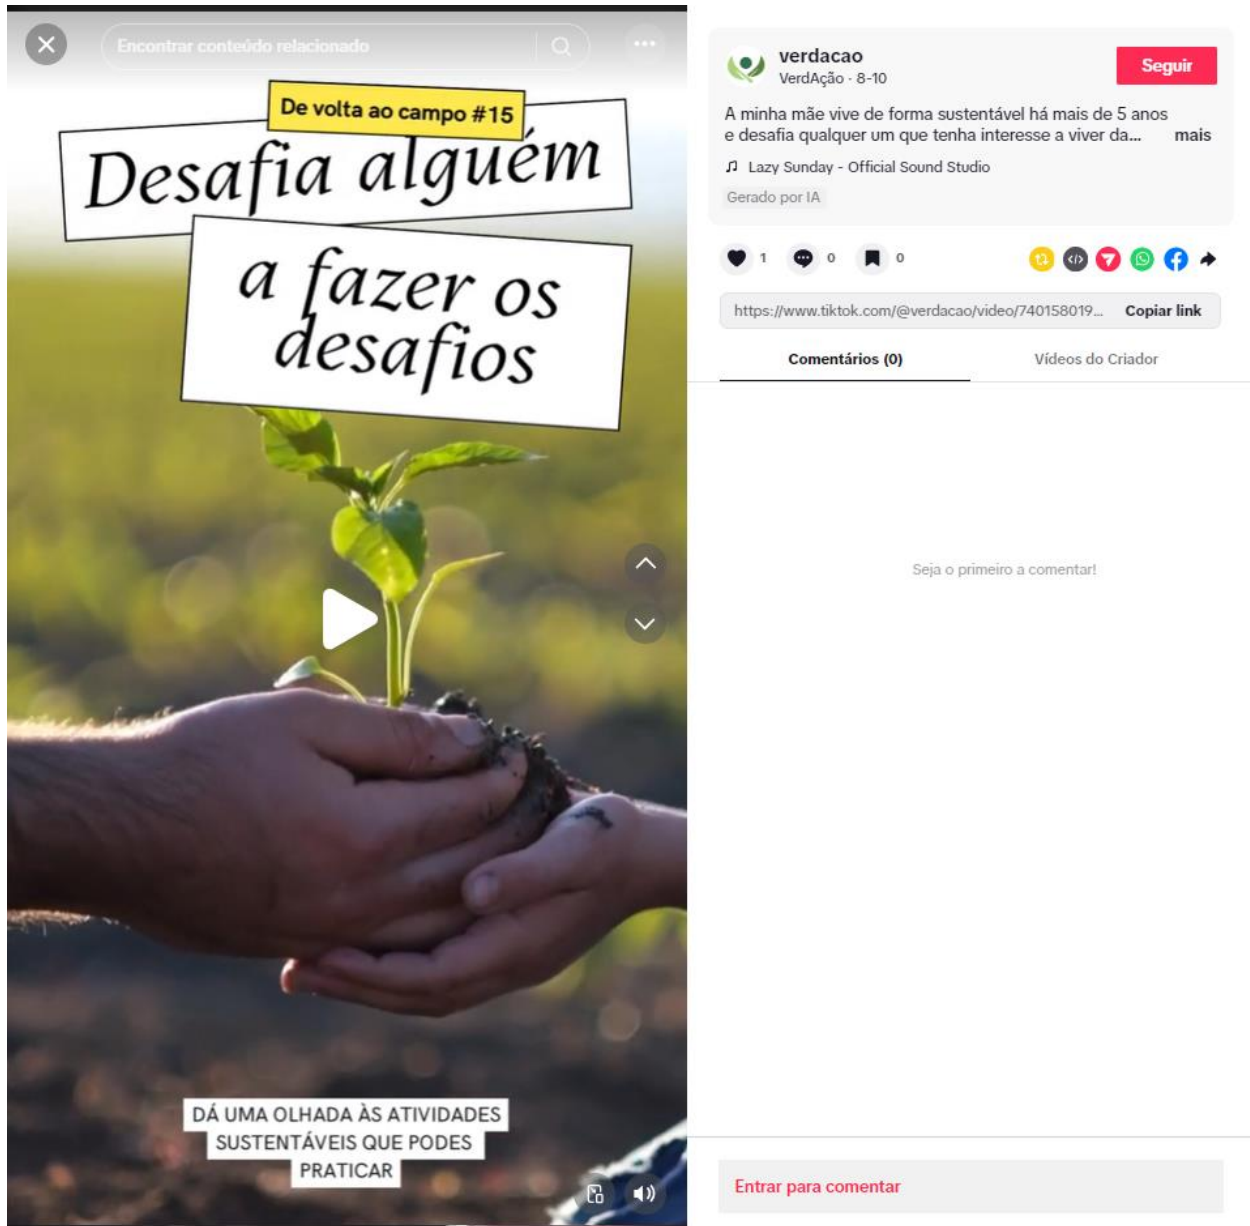 Encontrar conteúdo relacionado
De volta ao campo #15
Desafia alguém
a fazer os
desafios
DÁ UMA OLHADA ÀS ATIVIDADES
SUSTENTÁVEIS QUE PODES
PRATICAR
verdacao
VerdAção · 8-10
Seguir
A minha mãe vive de forma sustentável há mais de 5 anos
e desafia qualquer um que tenha interesse a viver da... mais
Lazy Sunday - Official Sound Studio
Gerado por IA
1 0 0
https://www.tiktok.com/@verdacao/video/740158019... Copiar link
Comentários (0) Vídeos do Criador
Seja o primeiro a comentar!
Entrar para comentar